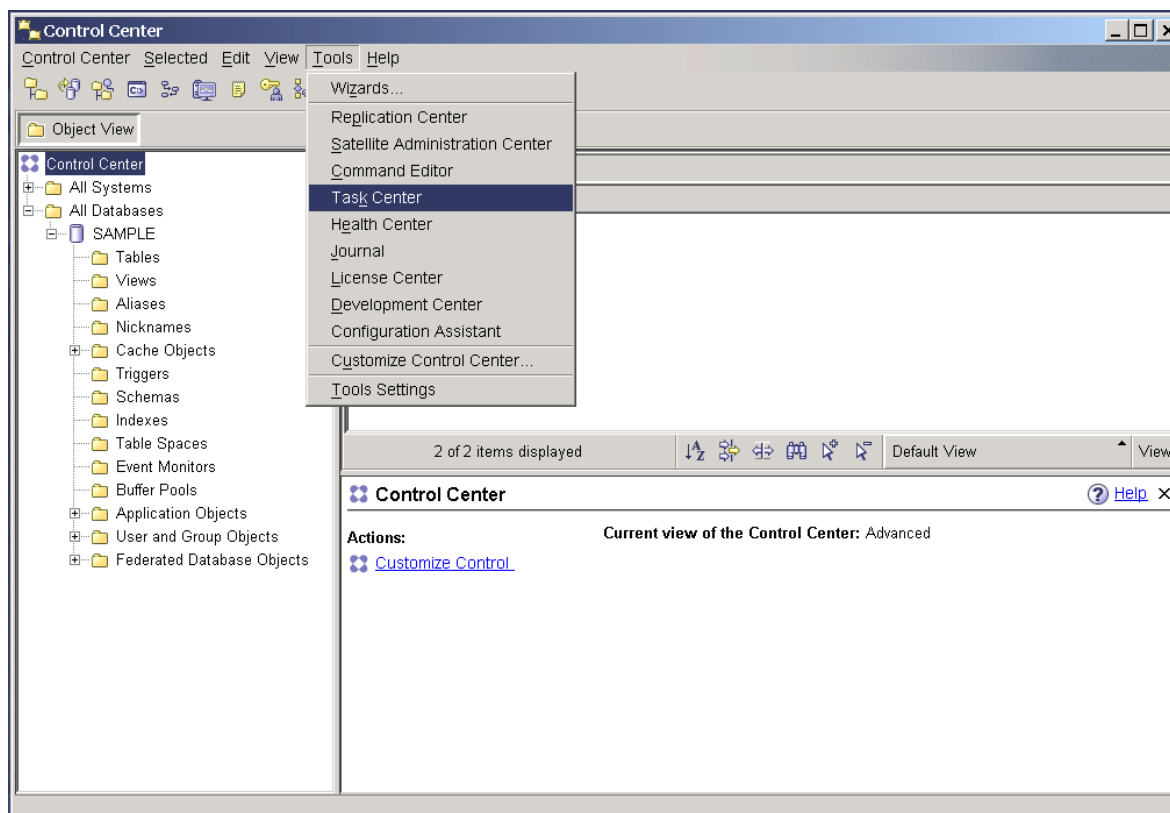 Control Center
Control Center Selected Edit View Tools Help
Object View
Wizards...
Replication Center
Satellite Administration Center
Command Editor
Task Center
Health Center
Journal
License Center
Development Center
Configuration Assistant
Customize Control Center...
Tools Settings
Control Center
All Systems
All Databases
SAMPLE
Tables
Views
Aliases
Nicknames
Cache Objects
Triggers
Schemas
Indexes
Table Spaces
Event Monitors
Buffer Pools
Application Objects
User and Group Objects
Federated Database Objects
2 of 2 items displayed Default View View
Control Center Help
Actions: Current view of the Control Center: Advanced
Customize Control